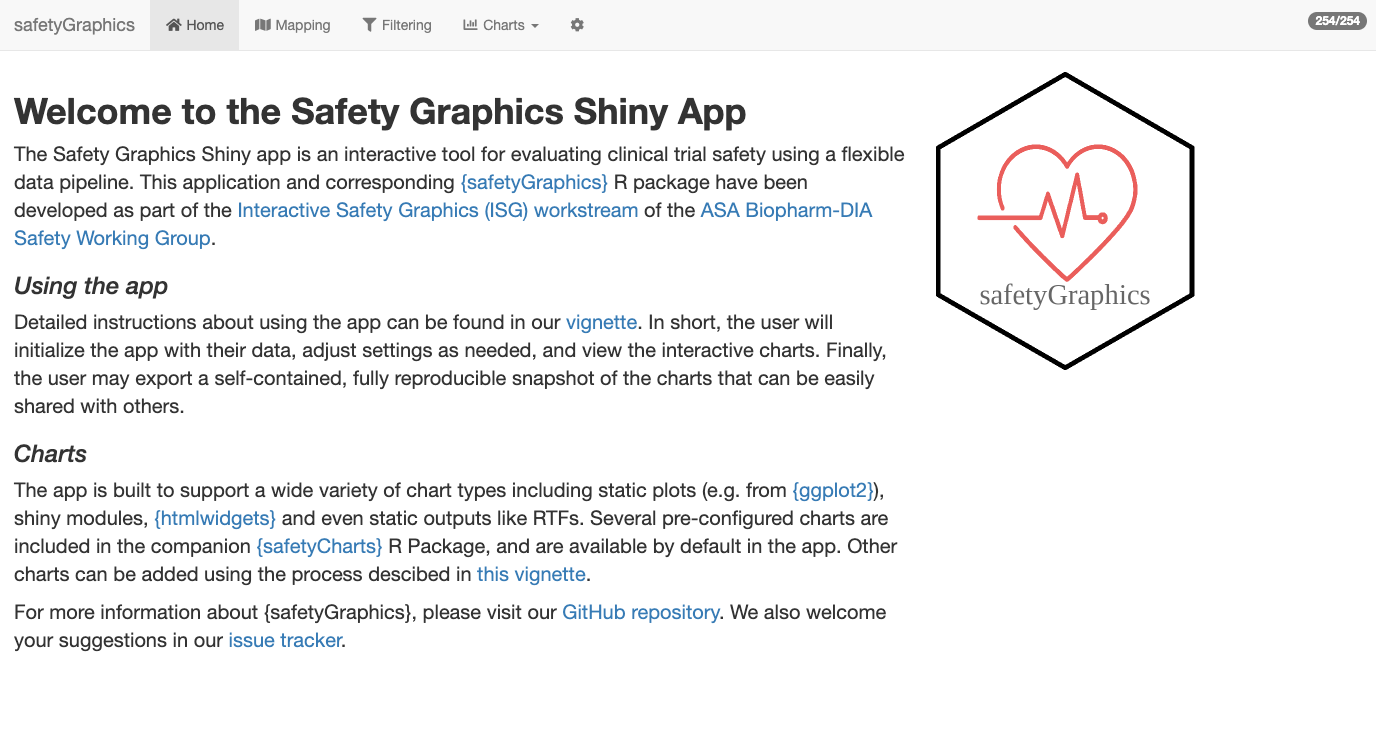 safetyGraphics Home Mapping Filtering Charts 254/254
Welcome to the Safety Graphics Shiny App
The Safety Graphics Shiny app is an interactive tool for evaluating clinical trial safety using a flexible
data pipeline. This application and corresponding {safetyGraphics} R package have been
developed as part of the Interactive Safety Graphics (ISG) workstream of the ASA Biopharm-DIA
Safety Working Group.
Using the app
Detailed instructions about using the app can be found in our vignette. In short, the user will
initialize the app with their data, adjust settings as needed, and view the interactive charts. Finally,
the user may export a self-contained, fully reproducible snapshot of the charts that can be easily
shared with others.
Charts
The app is built to support a wide variety of chart types including static plots (e.g. from {ggplot2}),
shiny modules, {htmlwidgets} and even static outputs like RTFs. Several pre-configured charts are
included in the companion {safetyCharts} R Package, and are available by default in the app. Other
charts can be added using the process descibed in this vignette.
For more information about {safetyGraphics}, please visit our GitHub repository. We also welcome
your suggestions in our issue tracker.
safetyGraphics